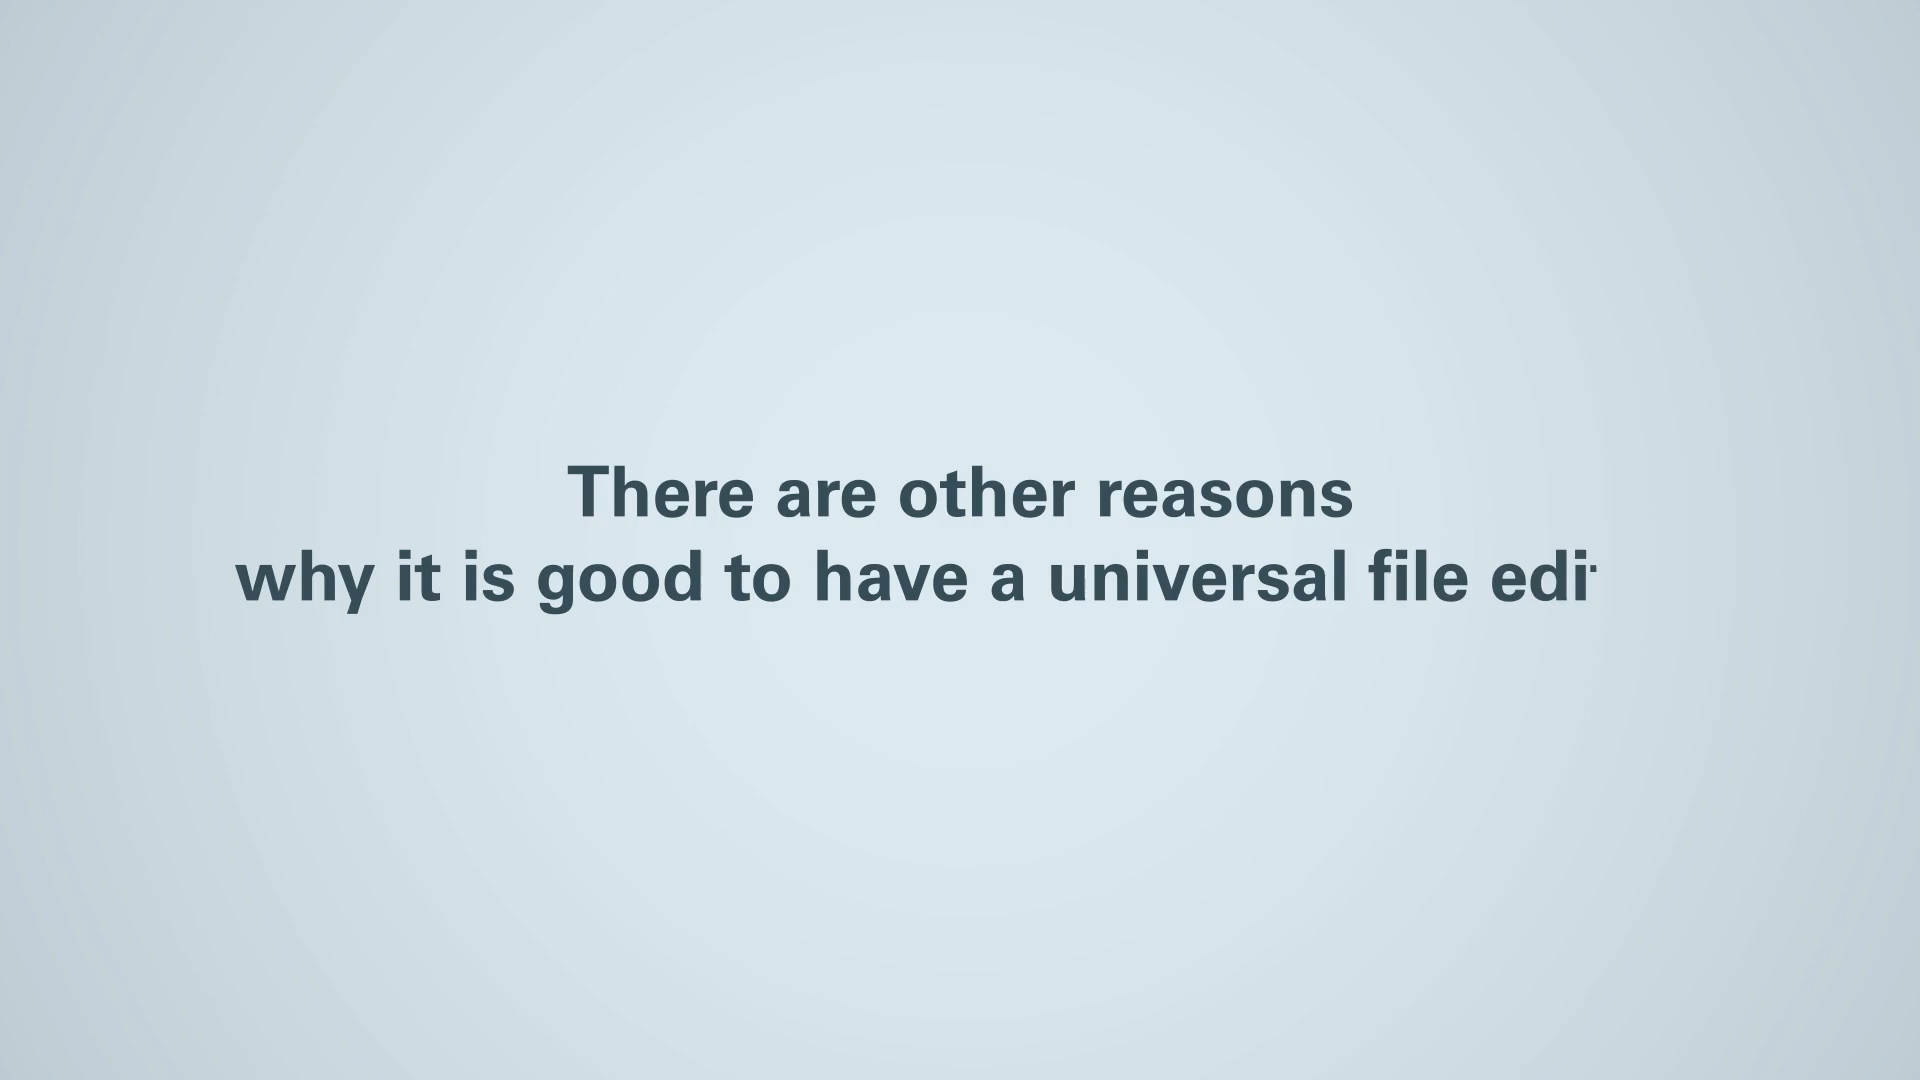 There are other reasons
why it is good to have a universal file edi